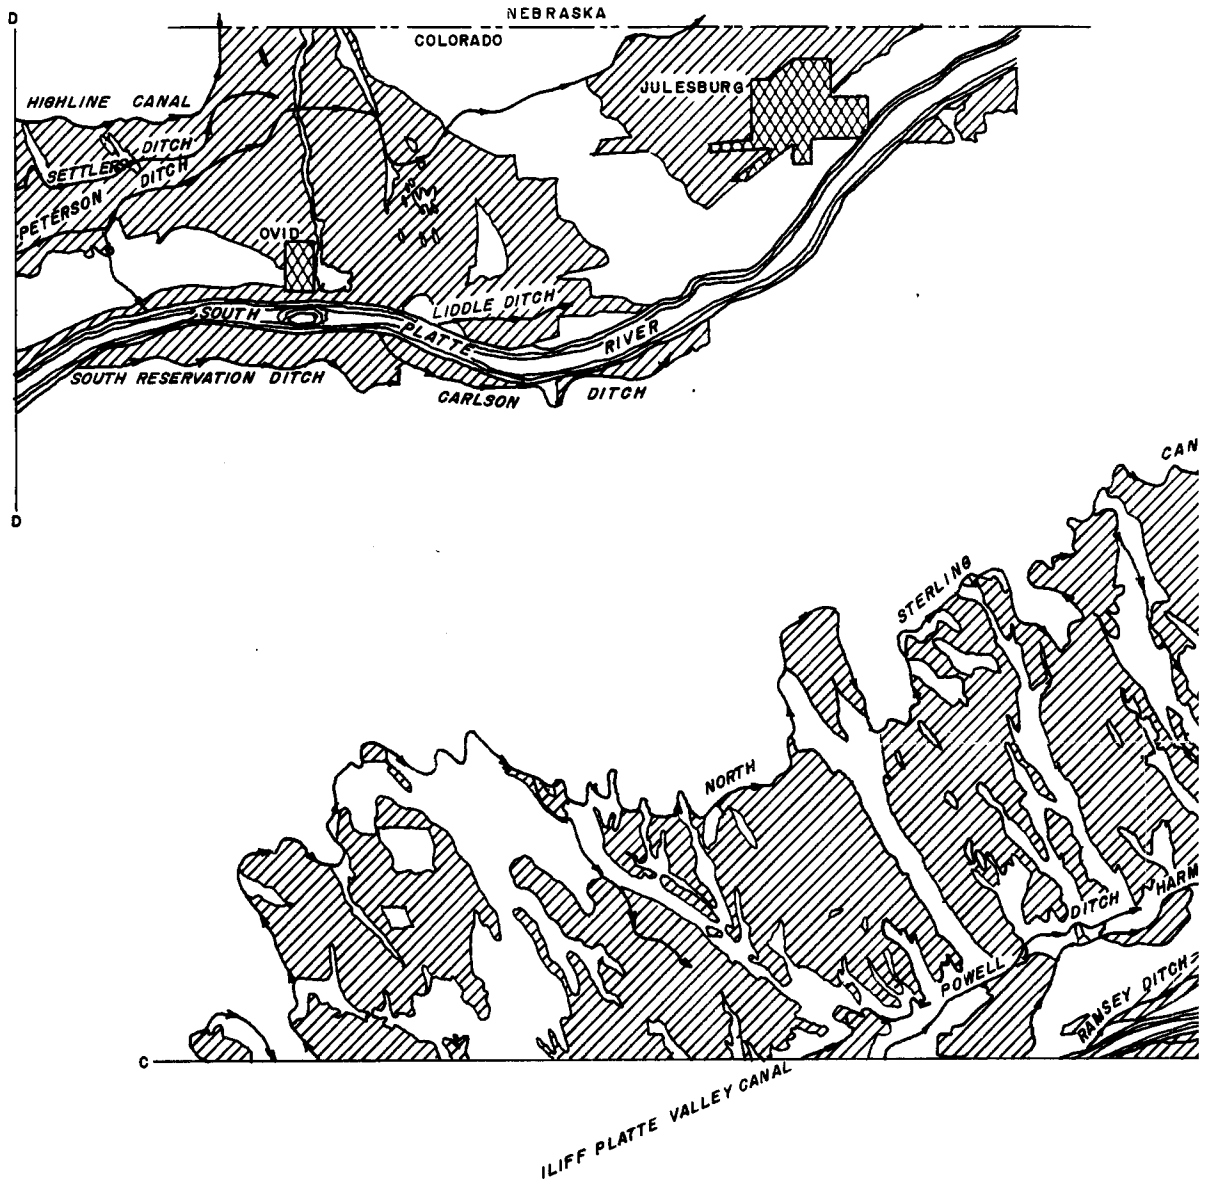 D
NEBRASKA
COLORADO
JULESBURG
HIGHLINE CANAL
SETTLERS DITCH
PETERSON DITCH
OVID
LIDDLE DITCH
SOUTH PLATTE RIVER
SOUTH RESERVATION DITCH
CARLSON DITCH
D
CAN
STERLING
NORTH
HARM
DITCH
POWELL
RAMSEY DITCH
C
ILIFF PLATTE VALLEY CANAL